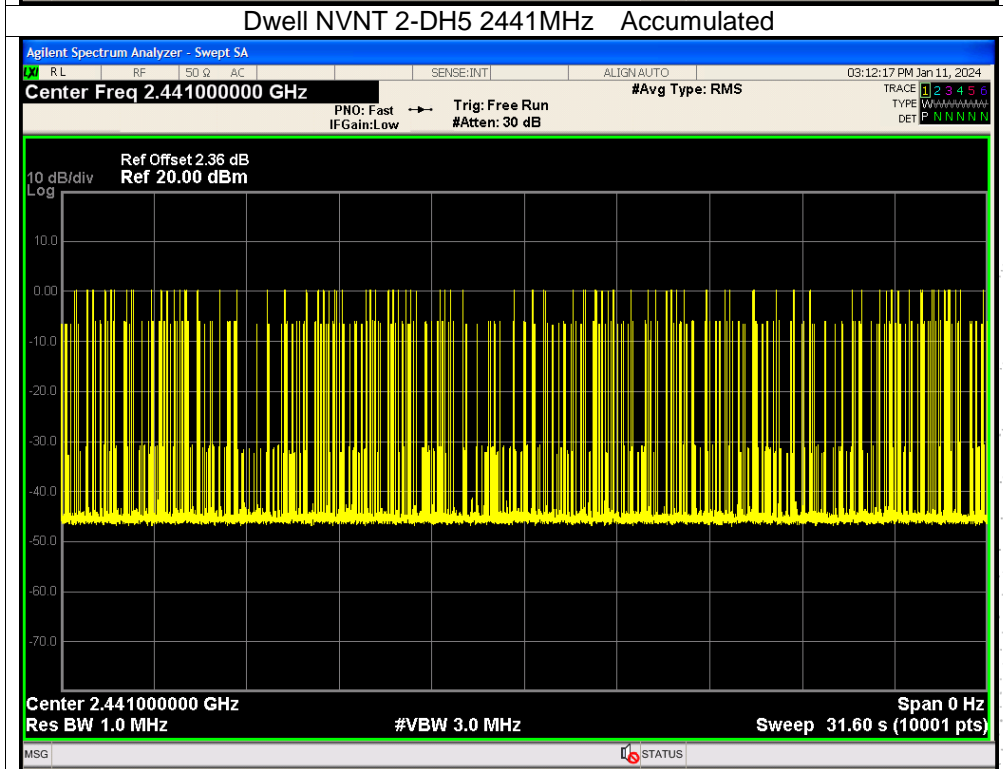 Dwell NVNT 2-DH5 2441MHz Accumulated
Agilent Spectrum Analyzer - Swept SA
LXI RL RF 50 Ω AC SENSE:INT ALIGN AUTO 03:12:17 PM Jan 11, 2024
Center Freq 2.441000000 GHz #Avg Type: RMS TRACE 1 2 3 4 5 6
PNO: Fast Trig: Free Run TYPE WWWWWW
IFGain:Low #Atten: 30 dB DET P N N N N N
Ref Offset 2.36 dB
10 dB/div Ref 20.00 dBm
Log
10.0
0.00
-10.0
-20.0
-30.0
-40.0
-50.0
-60.0
-70.0
Center 2.441000000 GHz Span 0 Hz
Res BW 1.0 MHz #VBW 3.0 MHz Sweep 31.60 s (10001 pts)
MSG STATUS